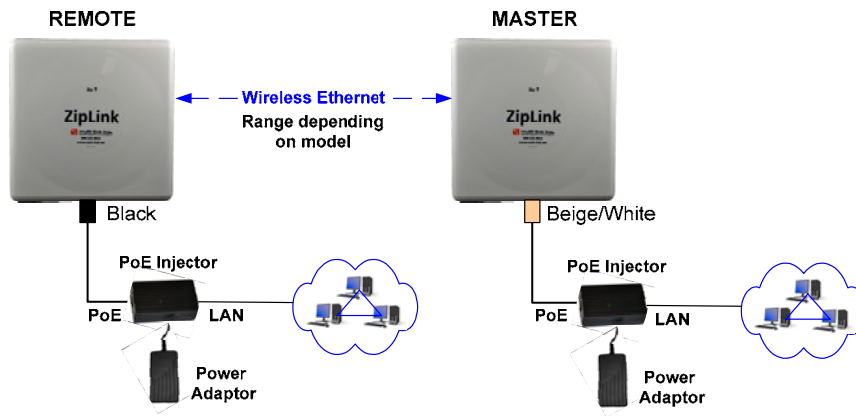 REMOTE
MASTER
ZipLink
Wireless Ethernet
Range depending
on model
ZipLink
Black
Beige/White
PoE Injector
PoE
LAN
Power
Adaptor
PoE Injector
PoE
LAN
Power
Adaptor